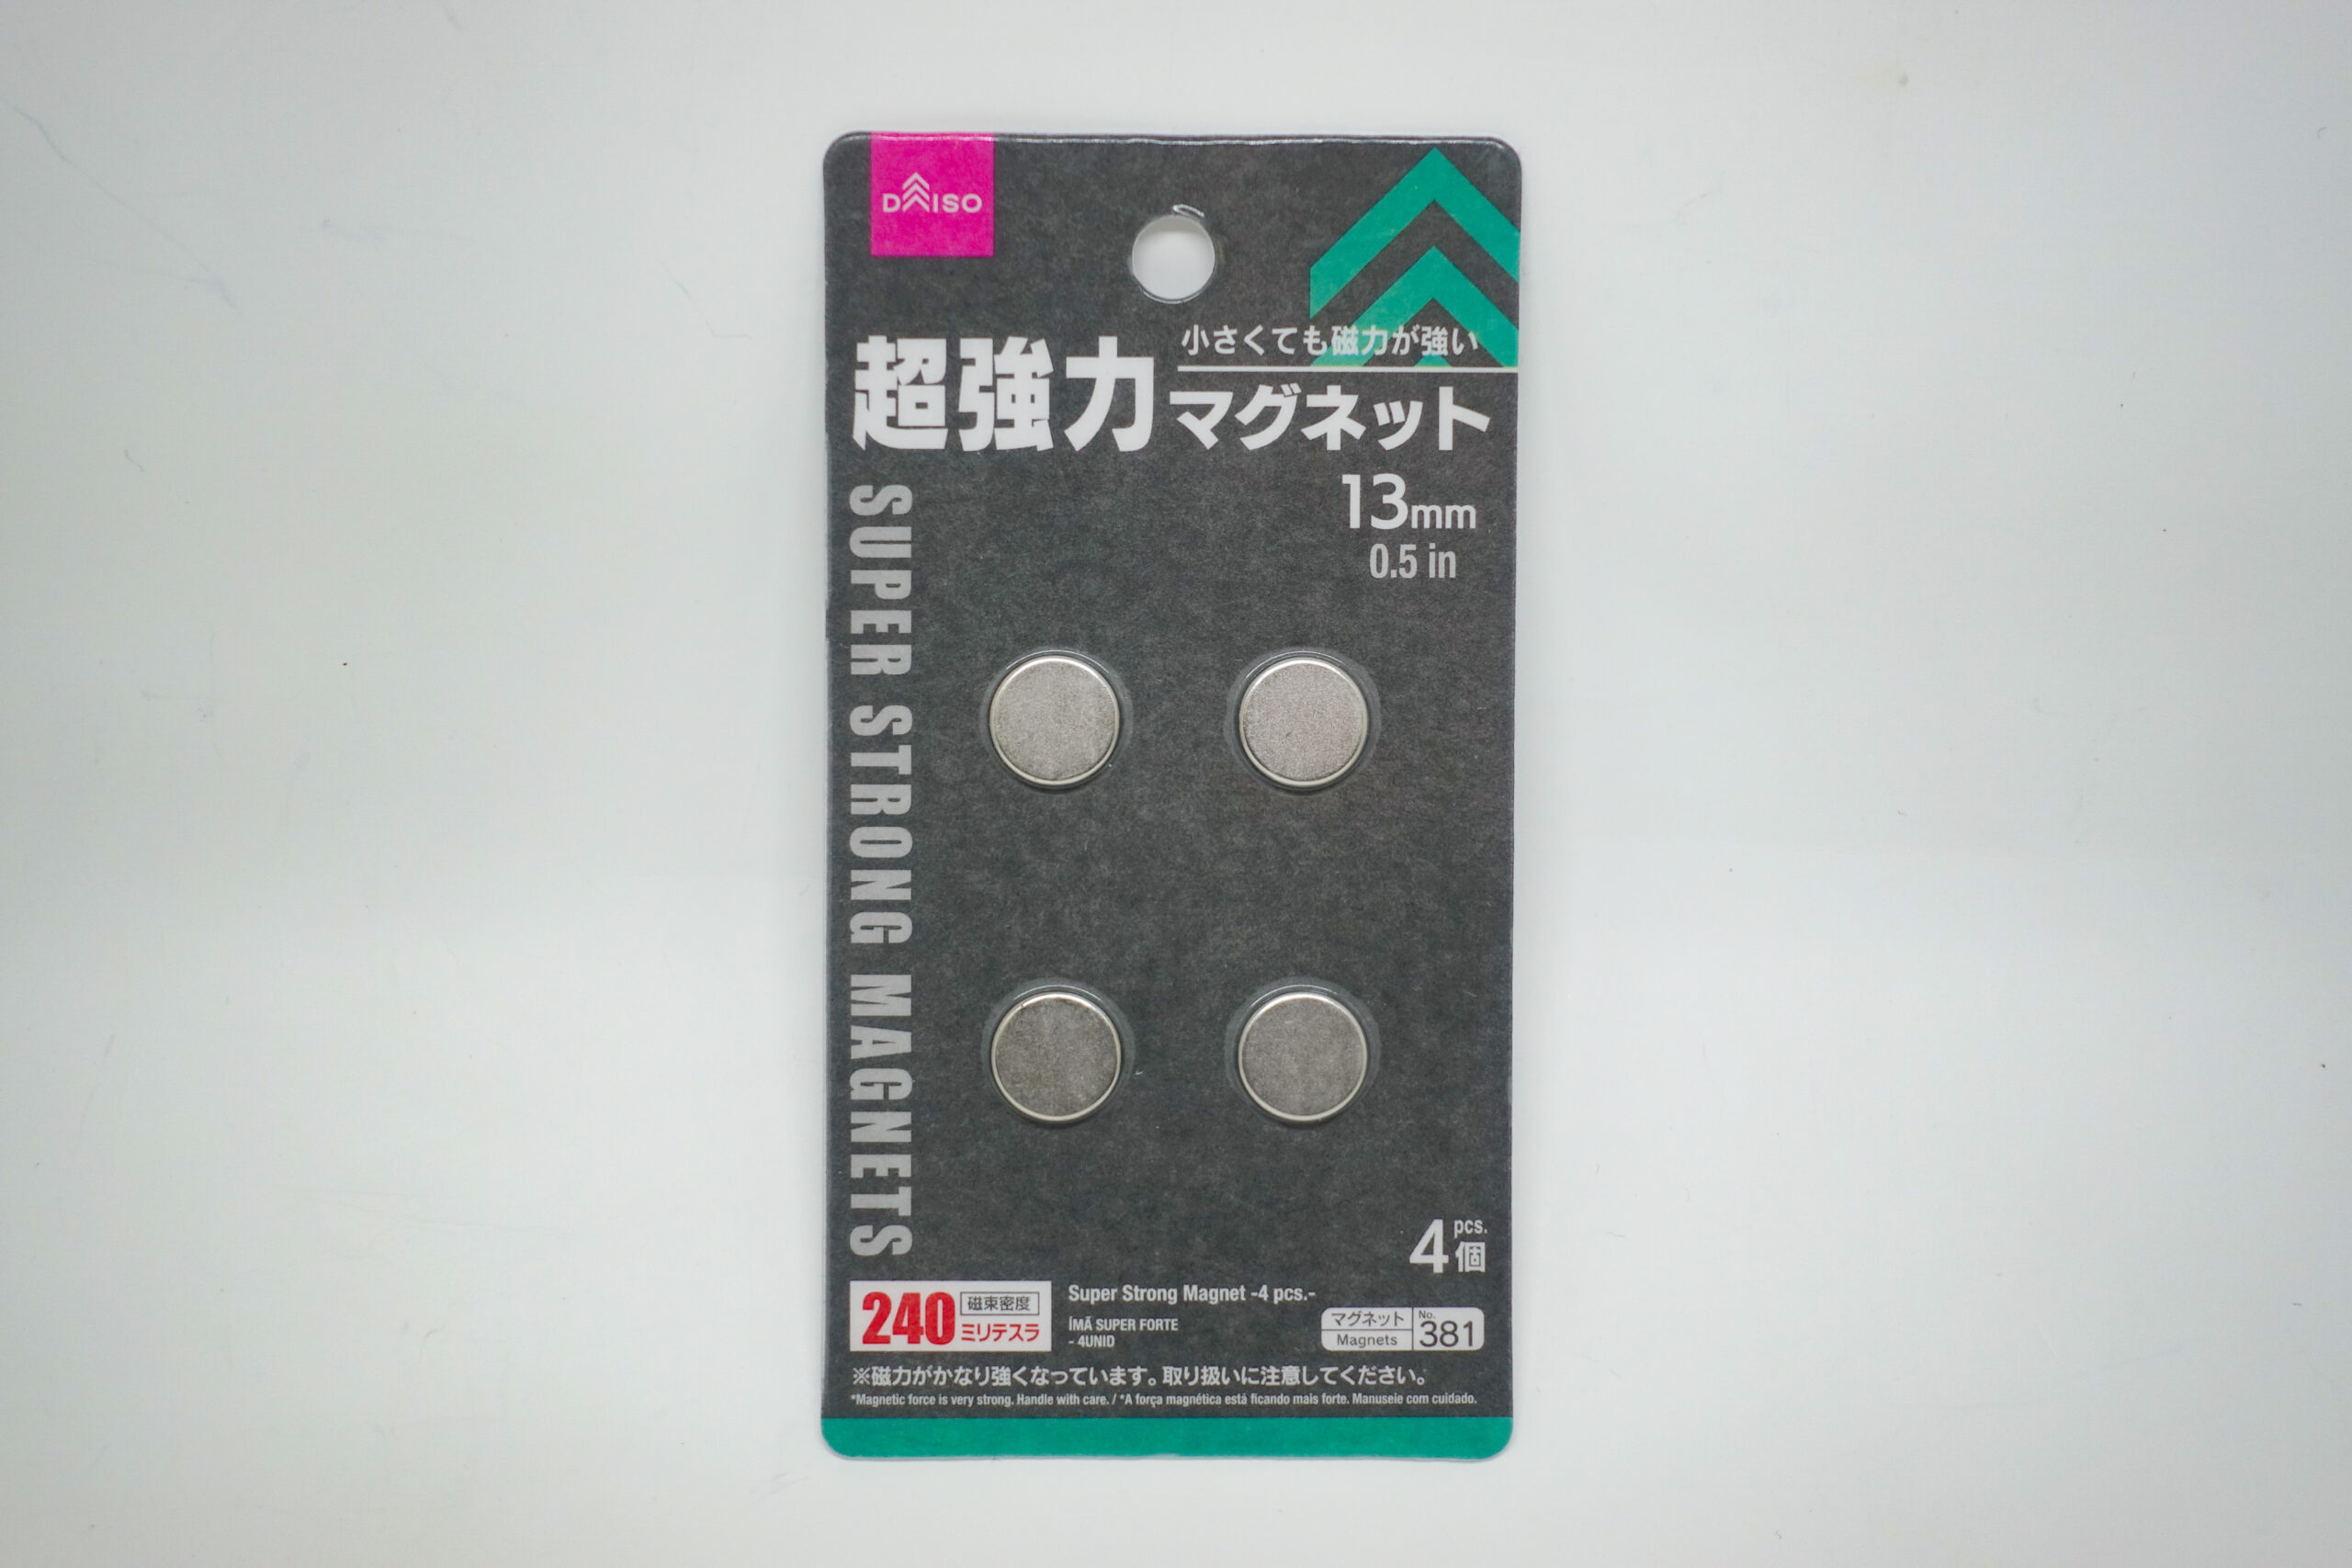 DAISO
小さくても磁力が強い
超強力マグネット
13mm
0.5 in
SUPER STRONG MAGNETS
4pcs.個
240 磁束密度 ミリテスラ
Super Strong Magnet -4 pcs.-
ÍMÃ SUPER FORTE
- 4UNID
マグネット
Magnets
No.
381
※磁力がかなり強くなっています。取り扱いに注意してください。
*Magnetic force is very strong. Handle with care. / *A força magnética está ficando mais forte. Manuseie com cuidado.